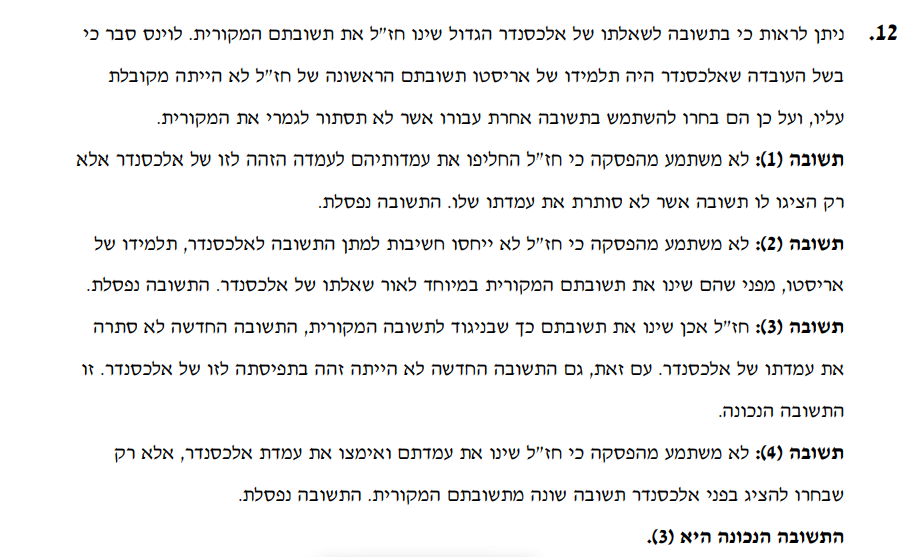 12. ניתן לראות כי בתשובה לשאלתו של אלכסנדר הגדול שינו חז"ל את תשובתם המקורית. לוינס סבר כי
בשל העובדה שאלכסנדר היה תלמידו של אריסטו תשובתם הראשונה של חז"ל לא הייתה מקובלת
עליו, ועל כן הם בחרו להשתמש בתשובה אחרת עבורו אשר לא תסתור לגמרי את המקורית.
תשובה (1): לא משתמע מהפסקה כי חז"ל החליפו את עמדותיהם לעמדה הזהה לזו של אלכסנדר אלא
רק הציגו לו תשובה אשר לא סותרת את עמדתו שלו. התשובה נפסלת.
תשובה (2): לא משתמע מהפסקה כי חז"ל לא ייחסו חשיבות למתן התשובה לאלכסנדר, תלמידו של
אריסטו, מפני שהם שינו את תשובתם המקורית במיוחד לאור שאלתו של אלכסנדר. התשובה נפסלת.
תשובה (3): חז"ל אכן שינו את תשובתם כך שבניגוד לתשובה המקורית, התשובה החדשה לא סתרה
את עמדתו של אלכסנדר. עם זאת, גם התשובה החדשה לא הייתה זהה בתפיסתה לזו של אלכסנדר. זו
התשובה הנכונה.
תשובה (4): לא משתמע מהפסקה כי חז"ל שינו את עמדתם ואימצו את עמדת אלכסנדר, אלא רק
שבחרו להציג בפני אלכסנדר תשובה שונה מתשובתם המקורית. התשובה נפסלת.
התשובה הנכונה היא (3).